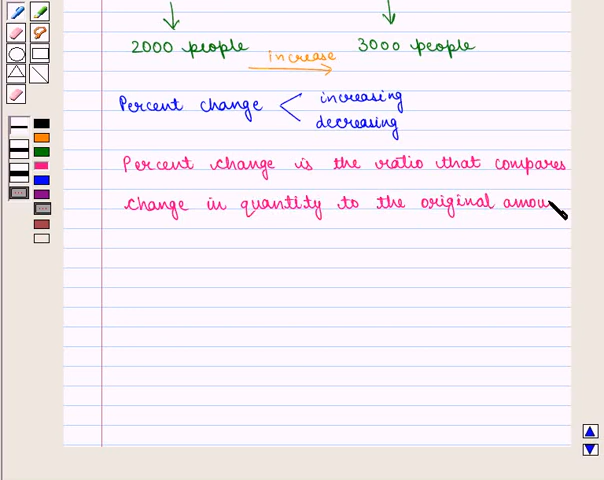 2000 people increase 3000 people
Percent change < increasing
decreasing
Percent change is the ratio that compares
change in quantity to the original amou